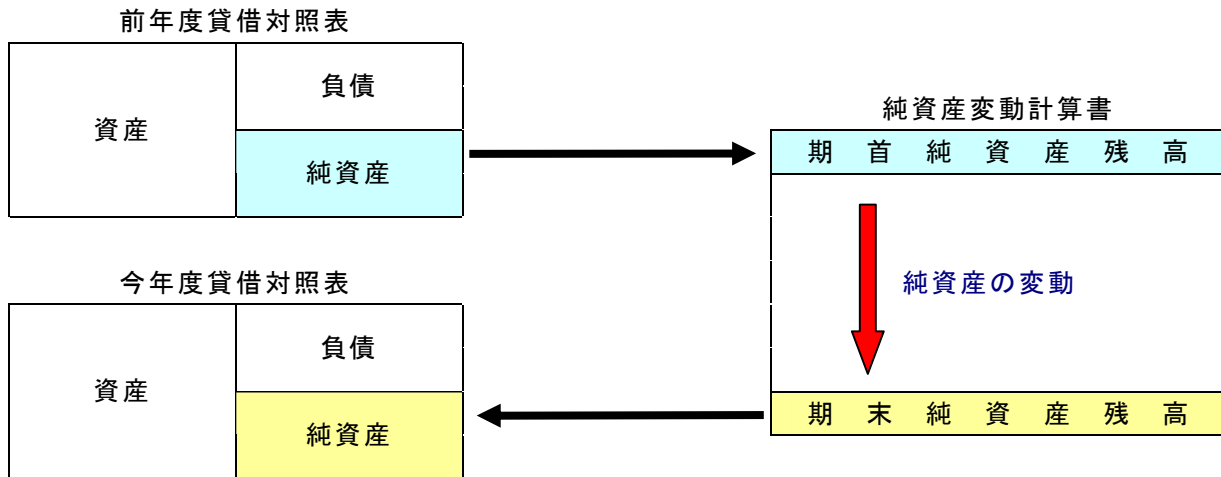 前年度貸借対照表
資産
負債
純資産
純資産変動計算書
期首純資産残高
純資産の変動
期末純資産残高
今年度貸借対照表
資産
負債
純資産